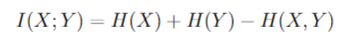 I(X;Y) = H(X) + H(Y) − H(X,Y)